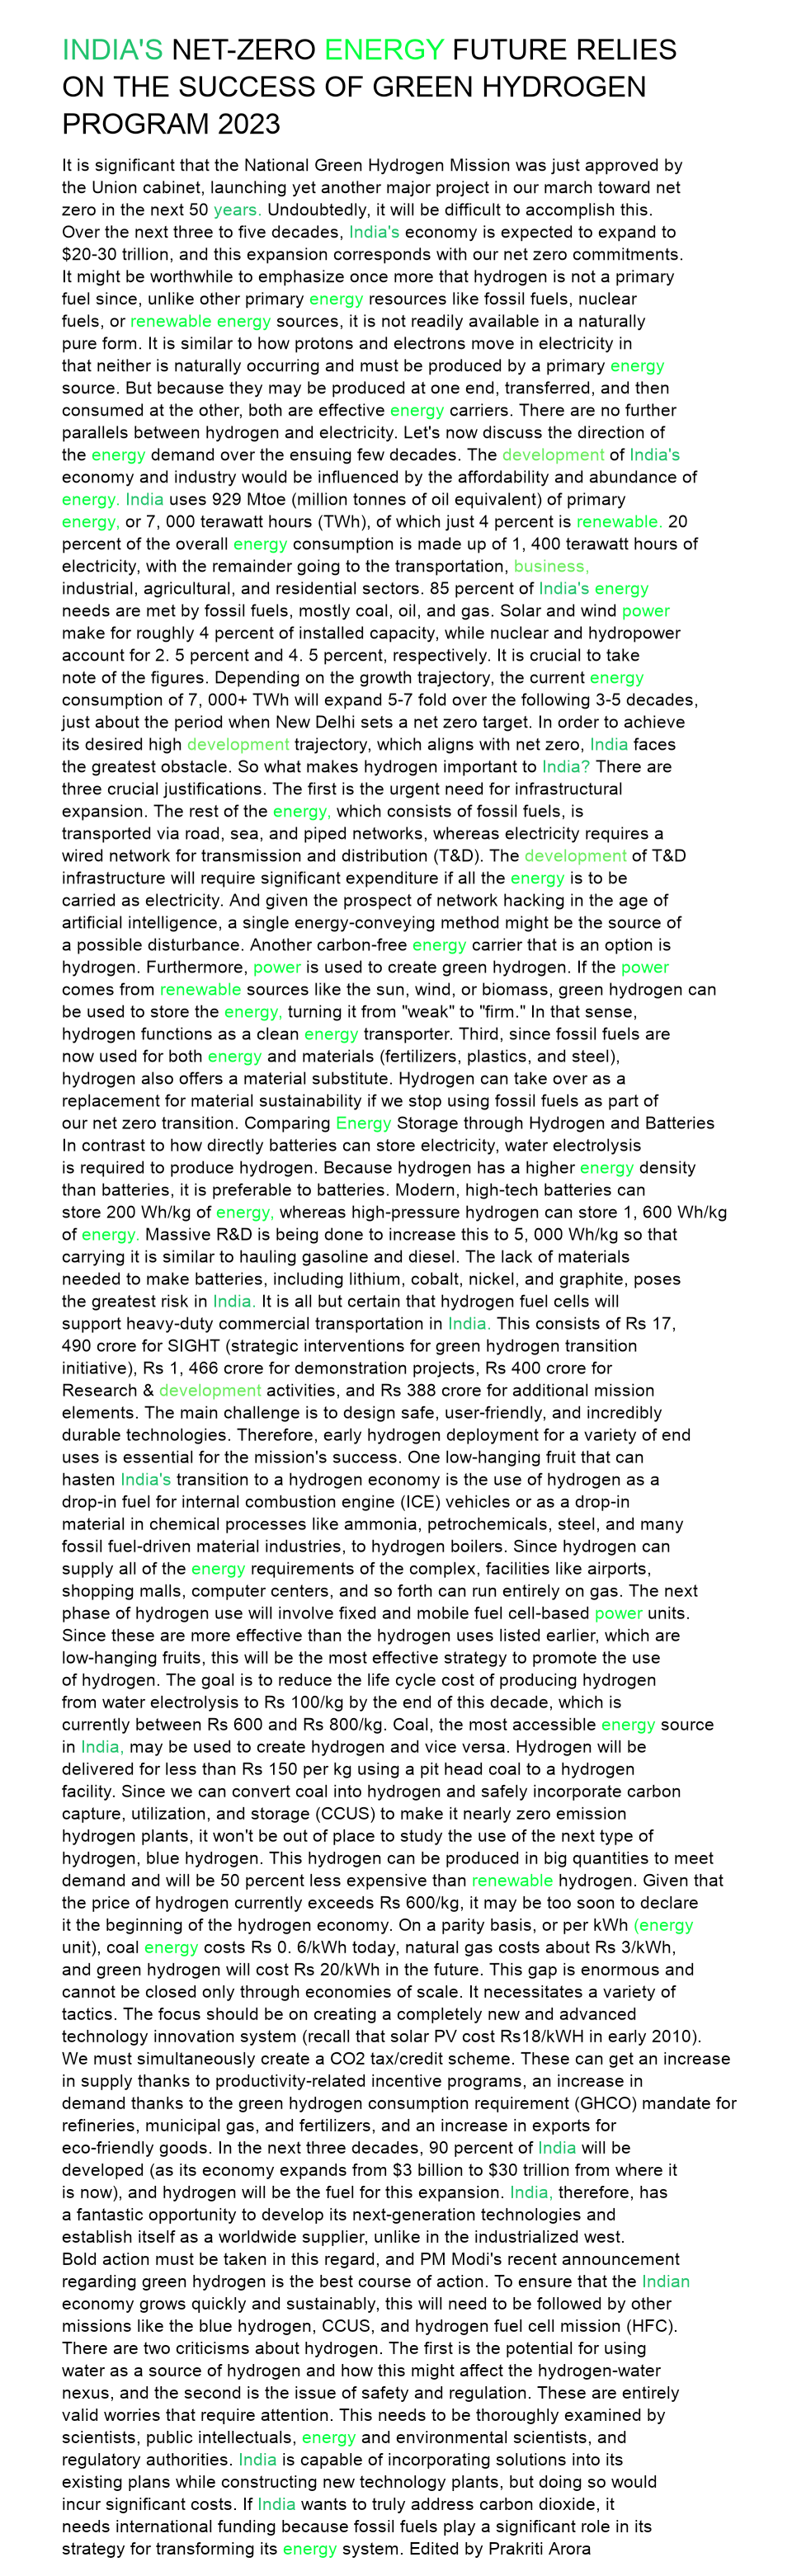 INDIA'S NET-ZERO ENERGY FUTURE RELIES
ON THE SUCCESS OF GREEN HYDROGEN
PROGRAM 2023
It is significant that the National Green Hydrogen Mission was just approved by
the Union cabinet, launching yet another major project in our march toward net
zero in the next 50 years. Undoubtedly, it will be difficult to accomplish this.
Over the next three to five decades, India's economy is expected to expand to
$20-30 trillion, and this expansion corresponds with our net zero commitments.
It might be worthwhile to emphasize once more that hydrogen is not a primary
fuel since, unlike other primary energy resources like fossil fuels, nuclear
fuels, or renewable energy sources, it is not readily available in a naturally
pure form. It is similar to how protons and electrons move in electricity in
that neither is naturally occurring and must be produced by a primary energy
source. But because they may be produced at one end, transferred, and then
consumed at the other, both are effective energy carriers. There are no further
parallels between hydrogen and electricity. Let's now discuss the direction of
the energy demand over the ensuing few decades. The development of India's
economy and industry would be influenced by the affordability and abundance of
energy. India uses 929 Mtoe (million tonnes of oil equivalent) of primary
energy, or 7, 000 terawatt hours (TWh), of which just 4 percent is renewable. 20
percent of the overall energy consumption is made up of 1, 400 terawatt hours of
electricity, with the remainder going to the transportation, business,
industrial, agricultural, and residential sectors. 85 percent of India's energy
needs are met by fossil fuels, mostly coal, oil, and gas. Solar and wind power
make for roughly 4 percent of installed capacity, while nuclear and hydropower
account for 2. 5 percent and 4. 5 percent, respectively. It is crucial to take
note of the figures. Depending on the growth trajectory, the current energy
consumption of 7, 000+ TWh will expand 5-7 fold over the following 3-5 decades,
just about the period when New Delhi sets a net zero target. In order to achieve
its desired high development trajectory, which aligns with net zero, India faces
the greatest obstacle. So what makes hydrogen important to India? There are
three crucial justifications. The first is the urgent need for infrastructural
expansion. The rest of the energy, which consists of fossil fuels, is
transported via road, sea, and piped networks, whereas electricity requires a
wired network for transmission and distribution (T&D). The development of T&D
infrastructure will require significant expenditure if all the energy is to be
carried as electricity. And given the prospect of network hacking in the age of
artificial intelligence, a single energy-conveying method might be the source of
a possible disturbance. Another carbon-free energy carrier that is an option is
hydrogen. Furthermore, power is used to create green hydrogen. If the power
comes from renewable sources like the sun, wind, or biomass, green hydrogen can
be used to store the energy, turning it from "weak" to "firm." In that sense,
hydrogen functions as a clean energy transporter. Third, since fossil fuels are
now used for both energy and materials (fertilizers, plastics, and steel),
hydrogen also offers a material substitute. Hydrogen can take over as a
replacement for material sustainability if we stop using fossil fuels as part of
our net zero transition. Comparing Energy Storage through Hydrogen and Batteries
In contrast to how directly batteries can store electricity, water electrolysis
is required to produce hydrogen. Because hydrogen has a higher energy density
than batteries, it is preferable to batteries. Modern, high-tech batteries can
store 200 Wh/kg of energy, whereas high-pressure hydrogen can store 1, 600 Wh/kg
of energy. Massive R&D is being done to increase this to 5, 000 Wh/kg so that
carrying it is similar to hauling gasoline and diesel. The lack of materials
needed to make batteries, including lithium, cobalt, nickel, and graphite, poses
the greatest risk in India. It is all but certain that hydrogen fuel cells will
support heavy-duty commercial transportation in India. This consists of Rs 17,
490 crore for SIGHT (strategic interventions for green hydrogen transition
initiative), Rs 1, 466 crore for demonstration projects, Rs 400 crore for
Research & development activities, and Rs 388 crore for additional mission
elements. The main challenge is to design safe, user-friendly, and incredibly
durable technologies. Therefore, early hydrogen deployment for a variety of end
uses is essential for the mission's success. One low-hanging fruit that can
hasten India's transition to a hydrogen economy is the use of hydrogen as a
drop-in fuel for internal combustion engine (ICE) vehicles or as a drop-in
material in chemical processes like ammonia, petrochemicals, steel, and many
fossil fuel-driven material industries, to hydrogen boilers. Since hydrogen can
supply all of the energy requirements of the complex, facilities like airports,
shopping malls, computer centers, and so forth can run entirely on gas. The next
phase of hydrogen use will involve fixed and mobile fuel cell-based power units.
Since these are more effective than the hydrogen uses listed earlier, which are
low-hanging fruits, this will be the most effective strategy to promote the use
of hydrogen. The goal is to reduce the life cycle cost of producing hydrogen
from water electrolysis to Rs 100/kg by the end of this decade, which is
currently between Rs 600 and Rs 800/kg. Coal, the most accessible energy source
in India, may be used to create hydrogen and vice versa. Hydrogen will be
delivered for less than Rs 150 per kg using a pit head coal to a hydrogen
facility. Since we can convert coal into hydrogen and safely incorporate carbon
capture, utilization, and storage (CCUS) to make it nearly zero emission
hydrogen plants, it won't be out of place to study the use of the next type of
hydrogen, blue hydrogen. This hydrogen can be produced in big quantities to meet
demand and will be 50 percent less expensive than renewable hydrogen. Given that
the price of hydrogen currently exceeds Rs 600/kg, it may be too soon to declare
it the beginning of the hydrogen economy. On a parity basis, or per kWh (energy
unit), coal energy costs Rs 0. 6/kWh today, natural gas costs about Rs 3/kWh,
and green hydrogen will cost Rs 20/kWh in the future. This gap is enormous and
cannot be closed only through economies of scale. It necessitates a variety of
tactics. The focus should be on creating a completely new and advanced
technology innovation system (recall that solar PV cost Rs18/kWH in early 2010).
We must simultaneously create a CO2 tax/credit scheme. These can get an increase
in supply thanks to productivity-related incentive programs, an increase in
demand thanks to the green hydrogen consumption requirement (GHCO) mandate for
refineries, municipal gas, and fertilizers, and an increase in exports for
eco-friendly goods. In the next three decades, 90 percent of India will be
developed (as its economy expands from $3 billion to $30 trillion from where it
is now), and hydrogen will be the fuel for this expansion. India, therefore, has
a fantastic opportunity to develop its next-generation technologies and
establish itself as a worldwide supplier, unlike in the industrialized west.
Bold action must be taken in this regard, and PM Modi's recent announcement
regarding green hydrogen is the best course of action. To ensure that the Indian
economy grows quickly and sustainably, this will need to be followed by other
missions like the blue hydrogen, CCUS, and hydrogen fuel cell mission (HFC).
There are two criticisms about hydrogen. The first is the potential for using
water as a source of hydrogen and how this might affect the hydrogen-water
nexus, and the second is the issue of safety and regulation. These are entirely
valid worries that require attention. This needs to be thoroughly examined by
scientists, public intellectuals, energy and environmental scientists, and
regulatory authorities. India is capable of incorporating solutions into its
existing plans while constructing new technology plants, but doing so would
incur significant costs. If India wants to truly address carbon dioxide, it
needs international funding because fossil fuels play a significant role in its
strategy for transforming its energy system. Edited by Prakriti Arora